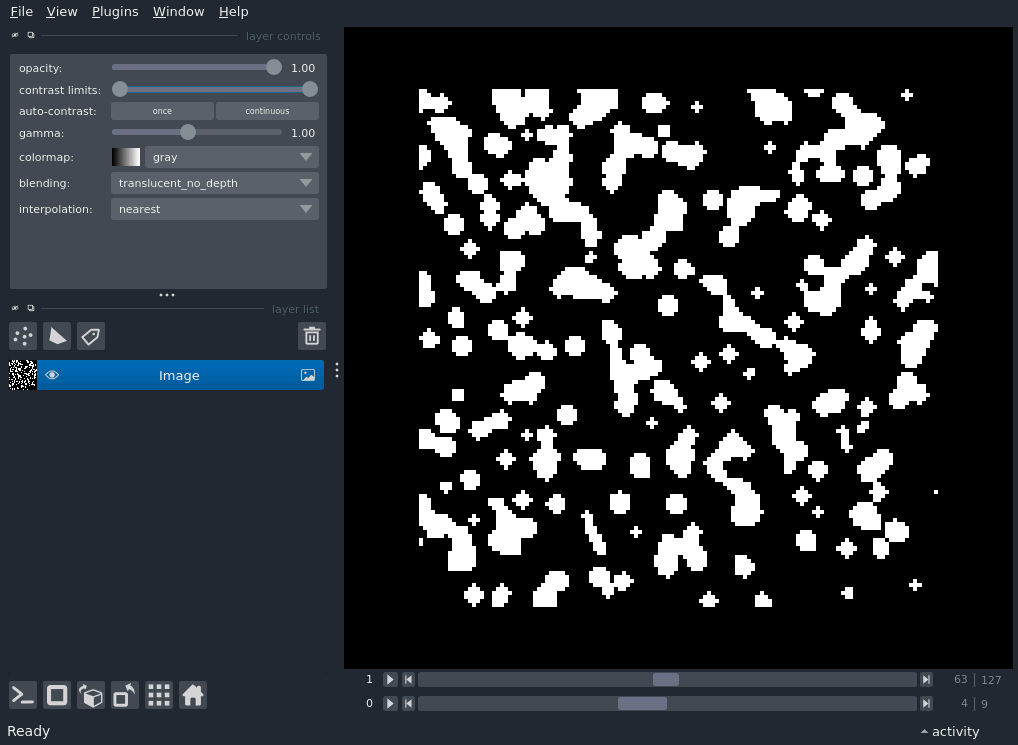 File View Plugins Window Help
layer controls
opacity: 1.00
contrast limits:
auto-contrast: once continuous
gamma: 1.00
colormap: gray
blending: translucent_no_depth
interpolation: nearest
layer list
Image
1 63 127
0 4 9
Ready activity